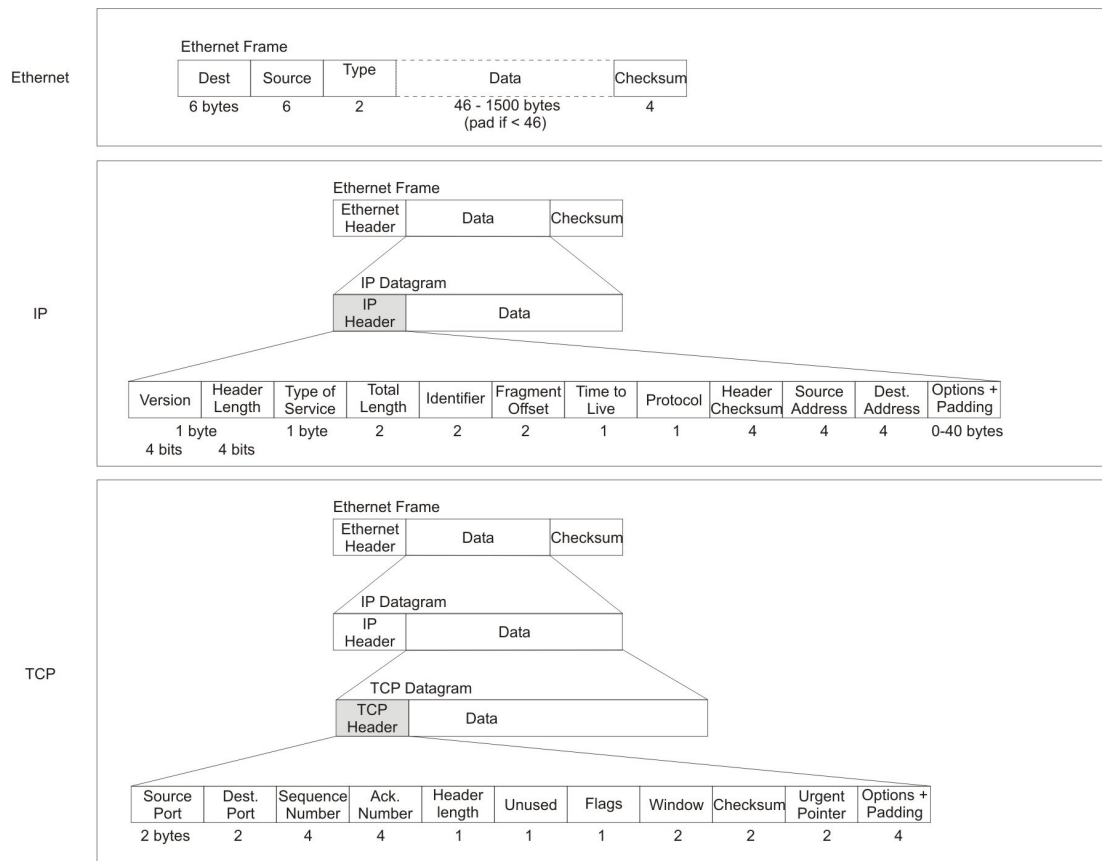 Ethernet
Ethernet Frame
Dest
Source
Type
Data
Checksum
6 bytes
6
2
46 - 1500 bytes
(pad if < 46)
4
IP
Ethernet Frame
Ethernet
Header
Data
Checksum
IP Datagram
IP
Header
Data
Version
Header
Length
Type of
Service
Total
Length
Identifier
Fragment
Offset
Time to
Live
Protocol
Header
Checksum
Source
Address
Dest.
Address
Options +
Padding
1 byte
4 bits
4 bits
1 byte
2
2
2
1
1
4
4
4
0-40 bytes
TCP
Ethernet Frame
Ethernet
Header
Data
Checksum
IP Datagram
IP
Header
Data
TCP Datagram
TCP
Header
Data
Source
Port
Dest.
Port
Sequence
Number
Ack.
Number
Header
length
Unused
Flags
Window
Checksum
Urgent
Pointer
Options +
Padding
2 bytes
2
4
4
1
1
1
2
2
2
4